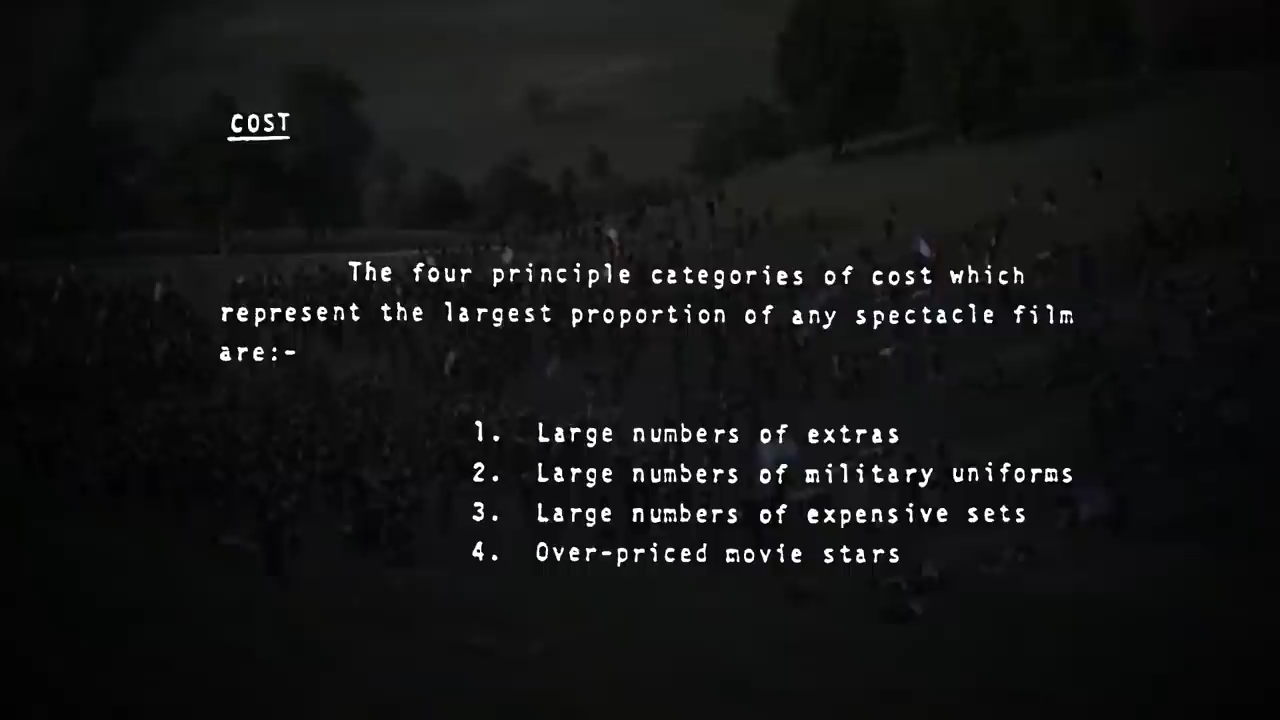 COST
The four principle categories of cost which
represent the largest proportion of any spectacle film
are:-
1. Large numbers of extras
2. Large numbers of military uniforms
3. Large numbers of expensive sets
4. Over-priced movie stars